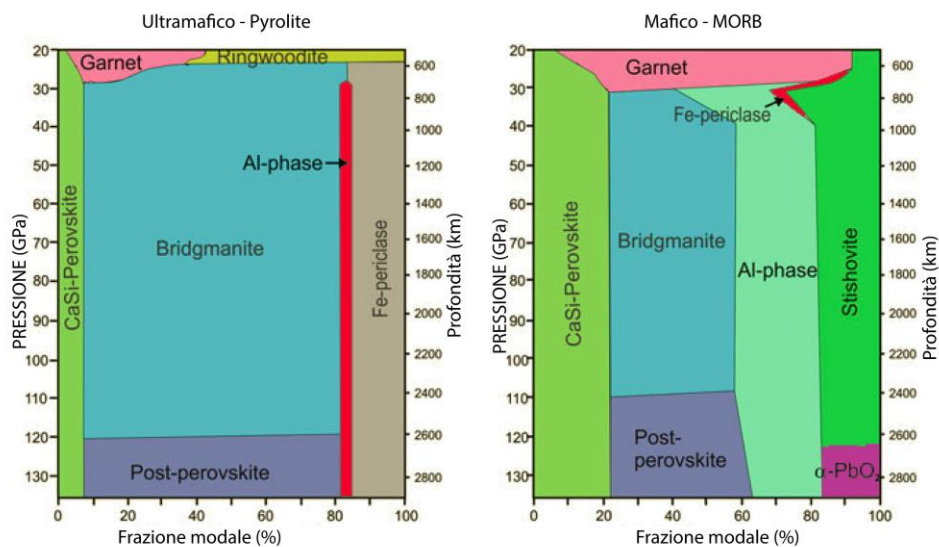 Ultramafico - Pyrolite
20
30
40
50
60
70
80
90
100
110
120
130
PRESSIONE (GPa)
Garnet
Ringwoodite
CaSi-Perovskite
Al-phase
Bridgmanite
Fe-periclase
Post-perovskite
600
800
1000
1200
1400
1600
1800
2000
2200
2400
2600
2800
Profondità (km)
0
20
40
60
80
100
Frazione modale (%)
Mafico - MORB
20
30
40
50
60
70
80
90
100
110
120
130
PRESSIONE (GPa)
Garnet
Fe-periclase
CaSi-Perovskite
Bridgmanite
Al-phase
Stishovite
Post-
perovskite
α-PbO₂
600
800
1000
1200
1400
1600
1800
2000
2200
2400
2600
2800
Profondità (km)
0
20
40
60
80
100
Frazione modale (%)